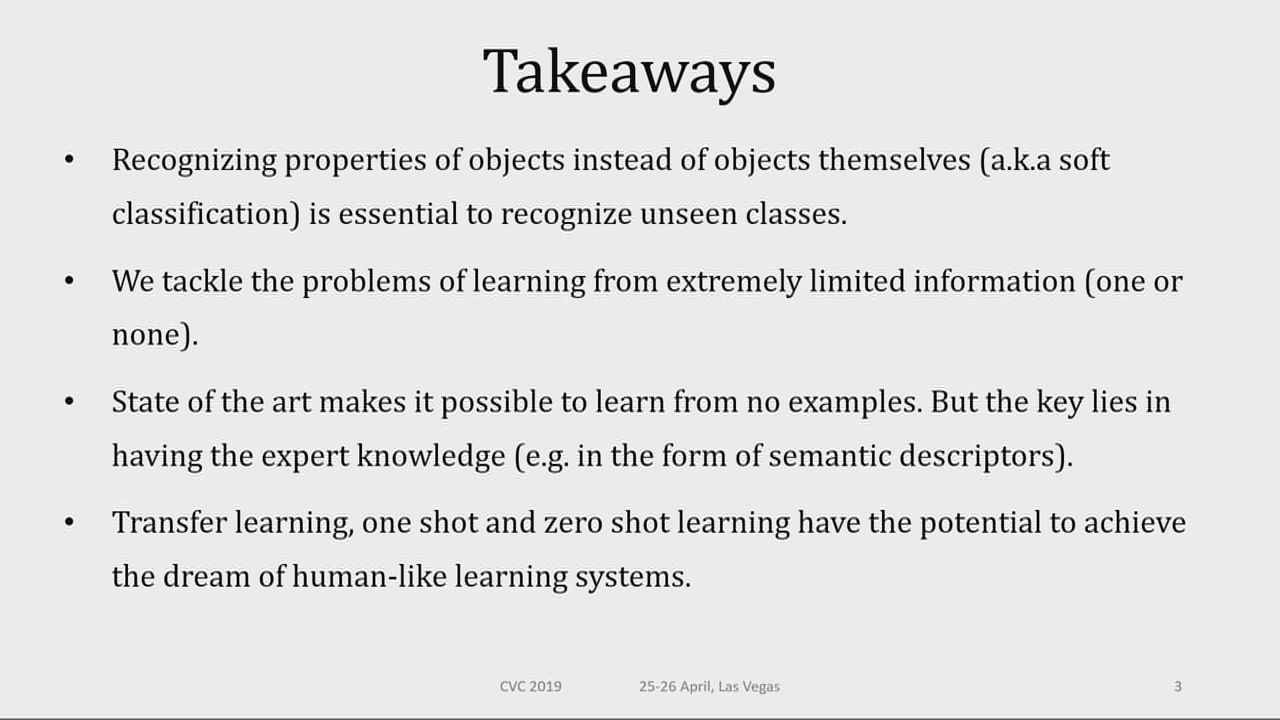 Takeaways
• Recognizing properties of objects instead of objects themselves (a.k.a soft
classification) is essential to recognize unseen classes.
• We tackle the problems of learning from extremely limited information (one or
none).
• State of the art makes it possible to learn from no examples. But the key lies in
having the expert knowledge (e.g. in the form of semantic descriptors).
• Transfer learning, one shot and zero shot learning have the potential to achieve
the dream of human-like learning systems.
CVC 2019 25-26 April, Las Vegas 3